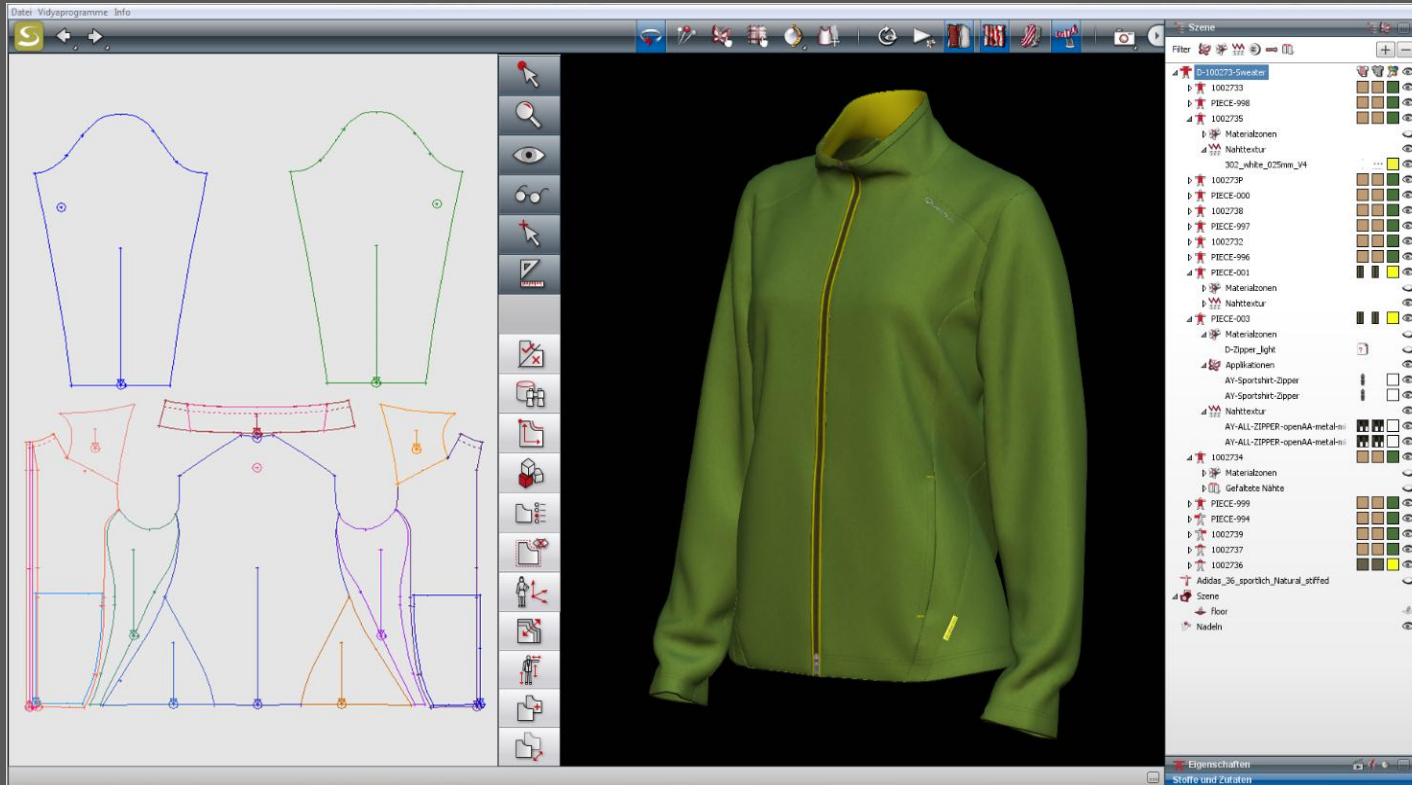 Datei Vidyaprogramme Info
Szene
Filter
D-100273-Sweater
1002733
PIECE-998
1002735
Materialzonen
Nahttextur
302_white_025mm_V4
100273P
PIECE-000
1002738
PIECE-997
1002732
PIECE-996
PIECE-001
Materialzonen
Nahttextur
PIECE-003
Materialzonen
D-Zipper_light
Applikationen
AY-Sportshirt-Zipper
AY-Sportshirt-Zipper
Nahttextur
AY-ALL-ZIPPER-openAA-metal-ni
AY-ALL-ZIPPER-openAA-metal-ni
1002734
Materialzonen
Gefaltete Nähte
PIECE-999
PIECE-994
1002739
1002737
1002736
Adidas_36_sportlich_Natural_stiffed
Szene
floor
Nadeln
Eigenschaften
Stoffe und Zutaten